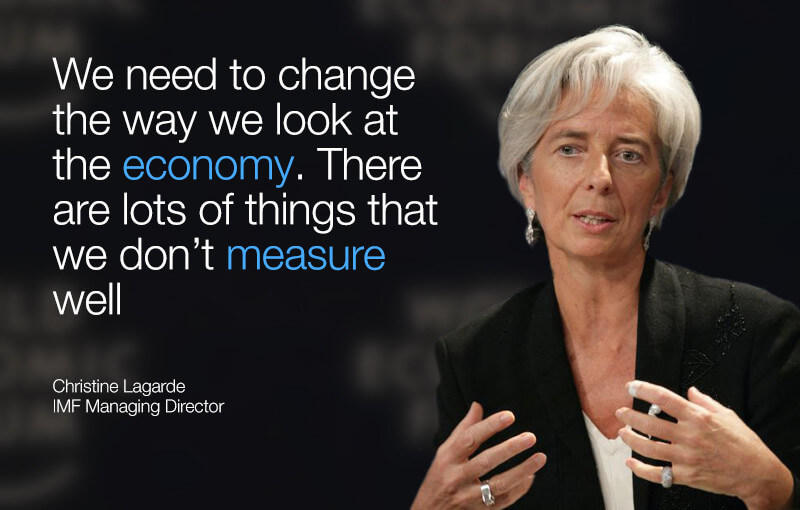 We need to change
the way we look at
the economy. There
are lots of things that
we don’t measure
well
Christine Lagarde
IMF Managing Director